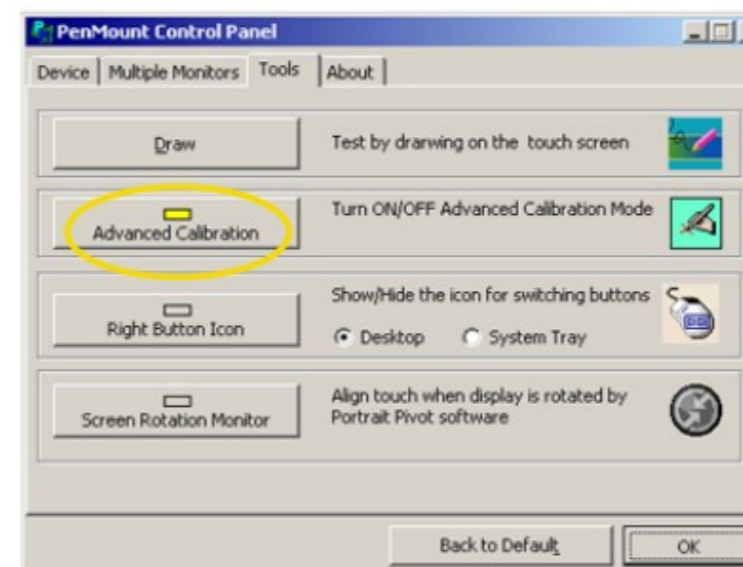 PenMount Control Panel
Device Multiple Monitors Tools About
Draw Test by drarwing on the touch screen
Advanced Calibration Turn ON/OFF Advanced Calibration Mode
Right Button Icon Show/Hide the icon for switching buttons
Desktop System Tray
Screen Rotation Monitor Align touch when display is rotated by
Portrait Pivot software
Back to Default OK